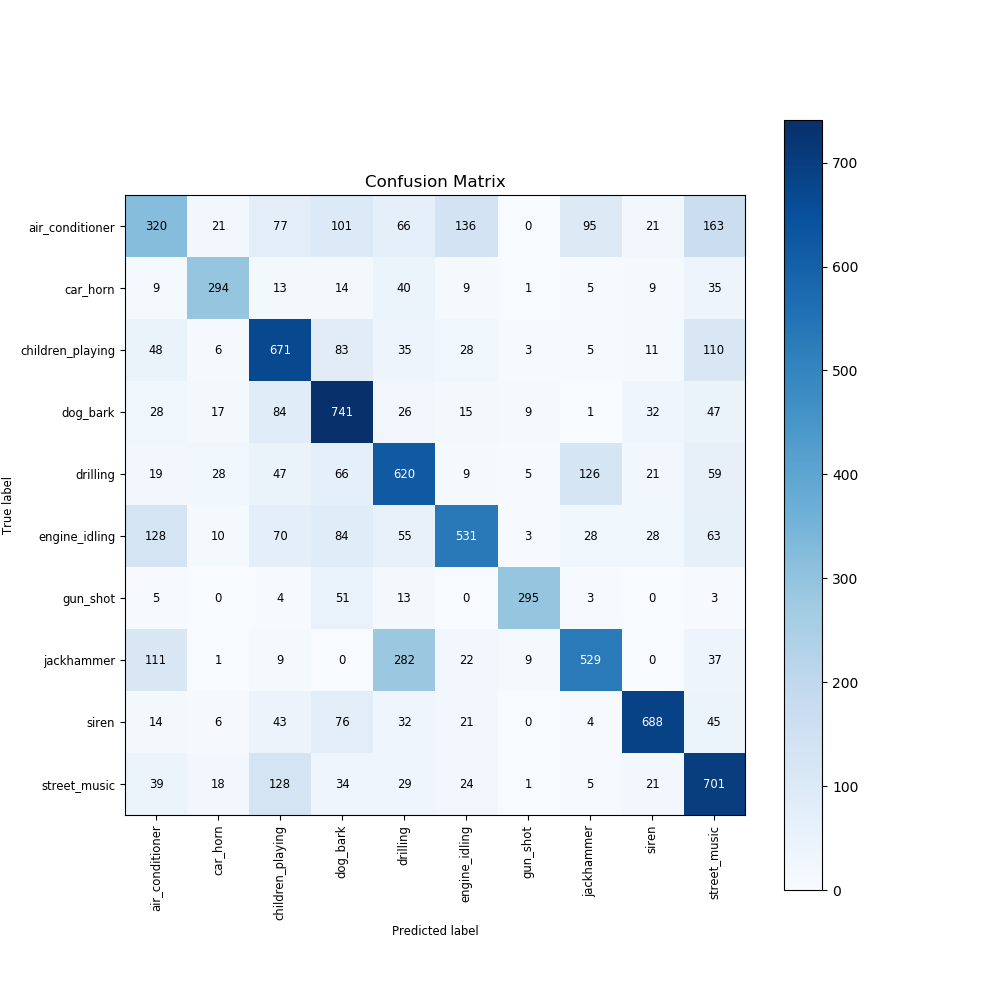 Confusion Matrix
air_conditioner 320 21 77 101 66 136 0 95 21 163
car_horn 9 294 13 14 40 9 1 5 9 35
children_playing 48 6 671 83 35 28 3 5 11 110
dog_bark 28 17 84 741 26 15 9 1 32 47
drilling 19 28 47 66 620 9 5 126 21 59
engine_idling 128 10 70 84 55 531 3 28 28 63
gun_shot 5 0 4 51 13 0 295 3 0 3
jackhammer 111 1 9 0 282 22 9 529 0 37
siren 14 6 43 76 32 21 0 4 688 45
street_music 39 18 128 34 29 24 1 5 21 701
True label
air_conditioner
car_horn
children_playing
dog_bark
drilling
engine_idling
gun_shot
jackhammer
siren
street_music
Predicted label
700
600
500
400
300
200
100
0